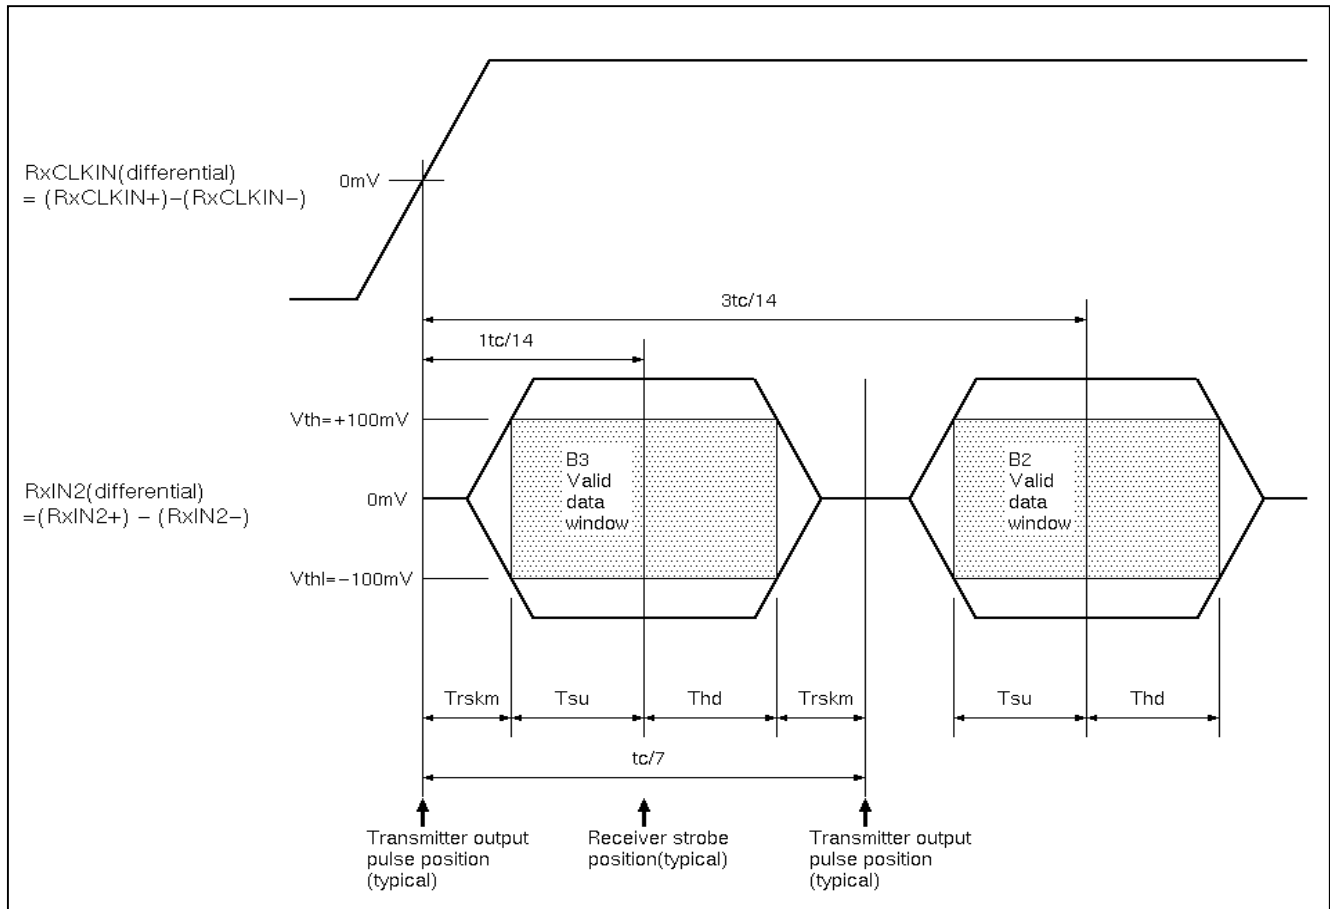 RxCLKIN(differential)
= (RxCLKIN+)−(RxCLKIN−)
0mV
3tc/14
1tc/14
Vth=+100mV
B3
Valid
data
window
B2
Valid
data
window
RxIN2(differential)
=(RxIN2+) − (RxIN2−)
0mV
Vthl=−100mV
Trskm
Tsu
Thd
Trskm
Tsu
Thd
tc/7
Transmitter output
pulse position
(typical)
Receiver strobe
position(typical)
Transmitter output
pulse position
(typical)